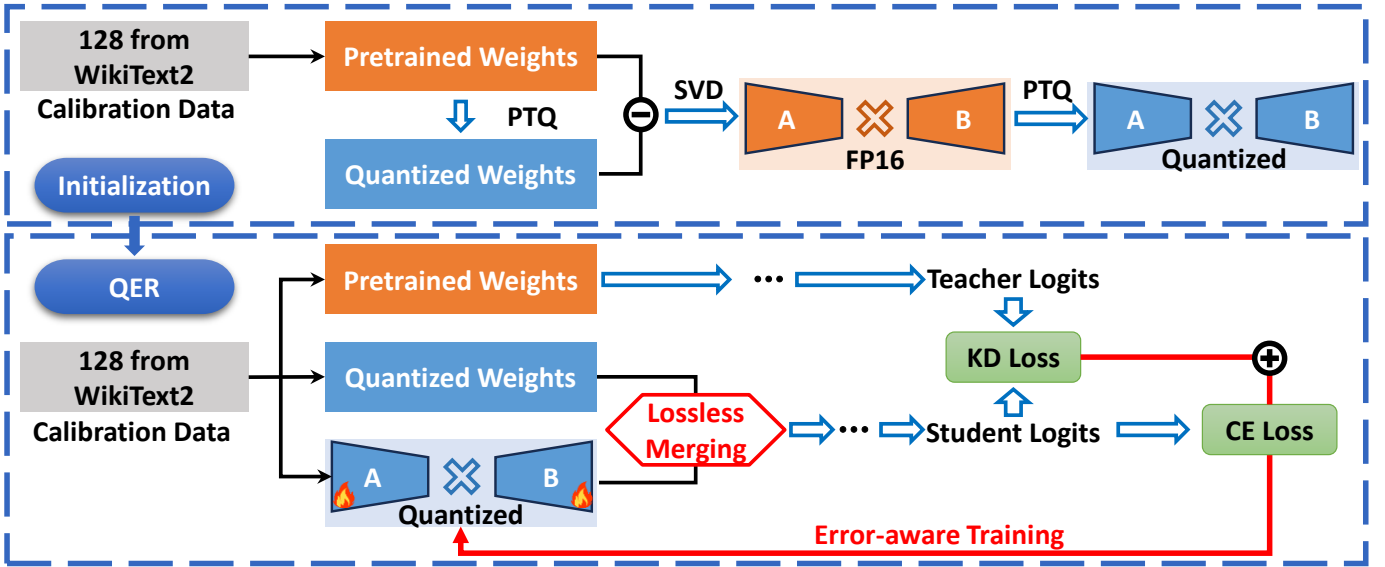 128 from
WikiText2
Calibration Data
Pretrained Weights
PTQ
Quantized Weights
SVD
A
B
FP16
PTQ
A
B
Quantized
Initialization
QER
128 from
WikiText2
Calibration Data
Pretrained Weights
...
Teacher Logits
KD Loss
Quantized Weights
Lossless
Merging
...
Student Logits
CE Loss
A
B
Quantized
Error-aware Training